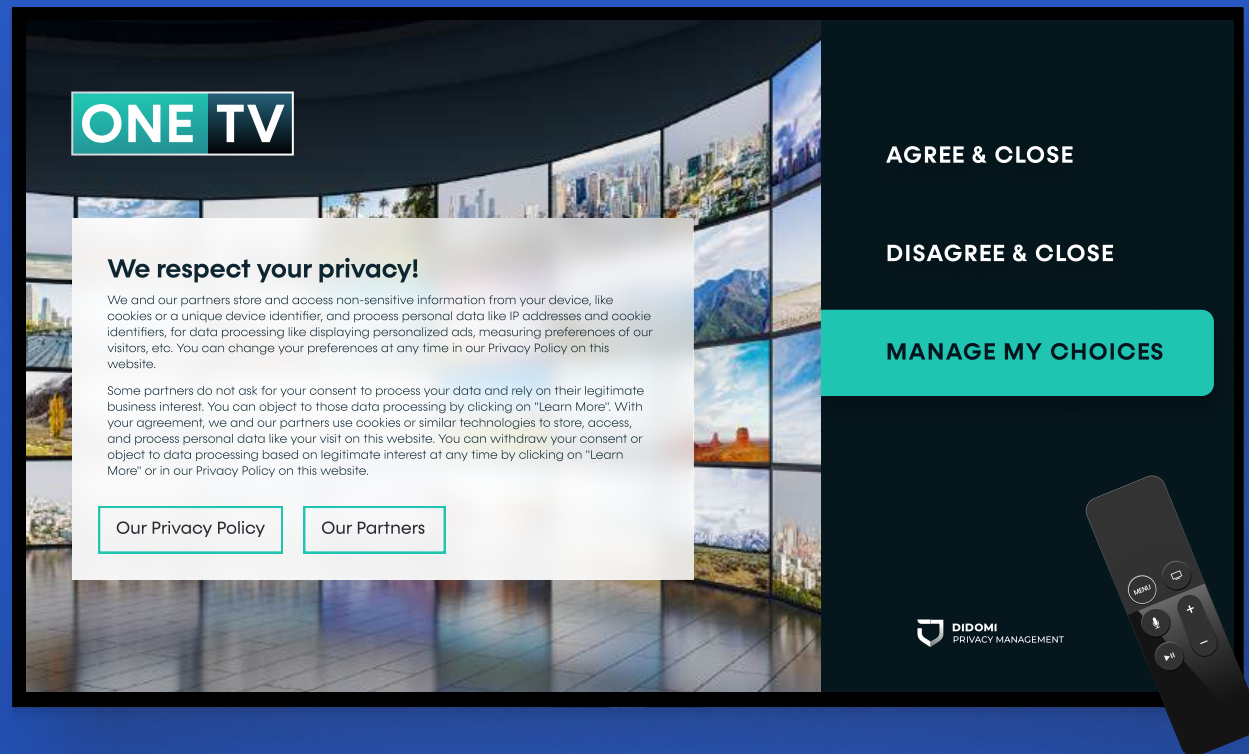 ONE TV
We respect your privacy!
We and our partners store and access non-sensitive information from your device, like
cookies or a unique device identifier, and process personal data like IP addresses and cookie
identifiers, for data processing like displaying personalized ads, measuring preferences of our
visitors, etc. You can change your preferences at any time in our Privacy Policy on this
website.
Some partners do not ask for your consent to process your data and rely on their legitimate
business interest. You can object to those data processing by clicking on "Learn More". With
your agreement, we and our partners use cookies or similar technologies to store, access,
and process personal data like your visit on this website. You can withdraw your consent or
object to data processing based on legitimate interest at any time by clicking on "Learn
More" or in our Privacy Policy on this website.
Our Privacy Policy
Our Partners
AGREE & CLOSE
DISAGREE & CLOSE
MANAGE MY CHOICES
DIDOMI
PRIVACY MANAGEMENT
MENU